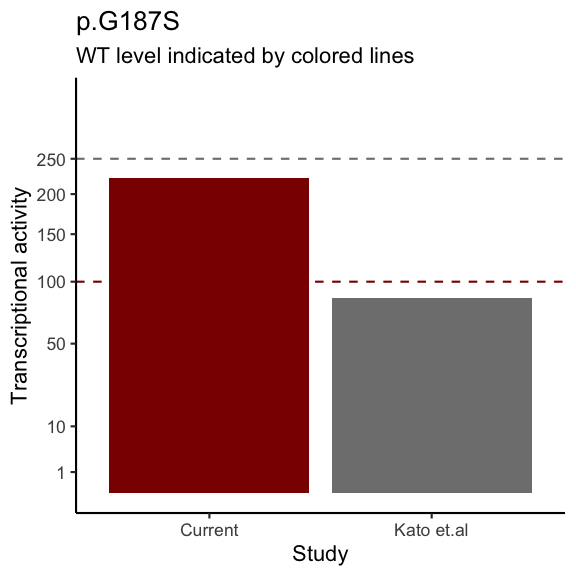 p.G187S
WT level indicated by colored lines
250
200
150
100
50
10
1
Transcriptional activity
Current
Kato et.al
Study